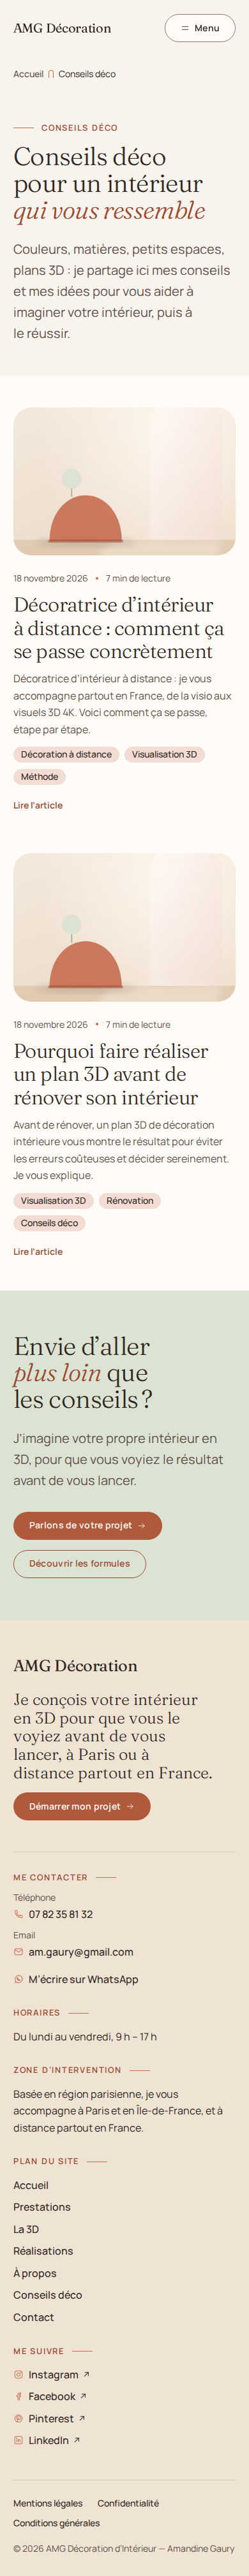 AMG Décoration
Menu
Accueil
Conseils déco
CONSEILS DÉCO
Conseils déco
pour un intérieur
qui vous ressemble
Couleurs, matières, petits espaces,
plans 3D : je partage ici mes conseils
et mes idées pour vous aider à
imaginer votre intérieur, puis à
le réussir.
18 novembre 2026 • 7 min de lecture
Décoratrice d’intérieur
à distance : comment ça
se passe concrètement
Décoratrice d’intérieur à distance : je vous
accompagne partout en France, de la visio aux
visuels 3D 4K. Voici comment ça se passe,
étape par étape.
Décoration à distance
Visualisation 3D
Méthode
Lire l’article
18 novembre 2026 • 7 min de lecture
Pourquoi faire réaliser
un plan 3D avant de
rénover son intérieur
Avant de rénover, un plan 3D de décoration
intérieure vous montre le résultat pour éviter
les erreurs coûteuses et décider sereinement.
Je vous explique.
Visualisation 3D
Rénovation
Conseils déco
Lire l’article
Envie d’aller
plus loin que
les conseils ?
J’imagine votre propre intérieur en
3D, pour que vous voyiez le résultat
avant de vous lancer.
Parlons de votre projet →
Découvrir les formules
AMG Décoration
Je conçois votre intérieur
en 3D pour que vous le
voyiez avant de vous
lancer, à Paris ou à
distance partout en France.
Démarrer mon projet →
ME CONTACTER
Téléphone
07 82 35 81 32
Email
am.gaury@gmail.com
M’écrire sur WhatsApp
HORAIRES
Du lundi au vendredi, 9 h – 17 h
ZONE D’INTERVENTION
Basée en région parisienne, je vous
accompagne à Paris et en Île-de-France, et à
distance partout en France.
PLAN DU SITE
Accueil
Prestations
La 3D
Réalisations
À propos
Conseils déco
Contact
ME SUIVRE
Instagram ↗
Facebook ↗
Pinterest ↗
LinkedIn ↗
Mentions légales
Confidentialité
Conditions générales
© 2026 AMG Décoration d’Intérieur — Amandine Gaury